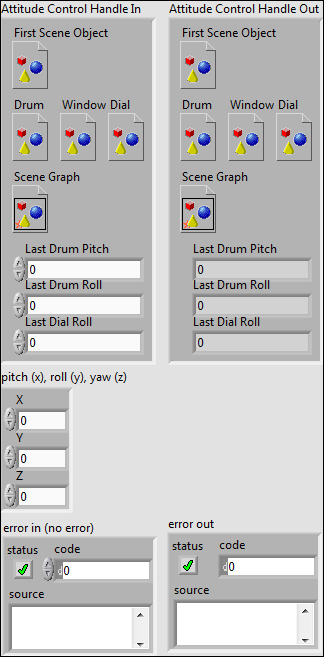 Attitude Control Handle In
Attitude Control Handle Out
First Scene Object
First Scene Object
Drum Window Dial
Drum Window Dial
Scene Graph
Scene Graph
Last Drum Pitch
0
Last Drum Roll
0
Last Dial Roll
0
Last Drum Pitch
0
Last Drum Roll
0
Last Dial Roll
0
pitch (x), roll (y), yaw (z)
X
0
Y
0
Z
0
error in (no error)
status code
d0
source
error out
status code
d0
source